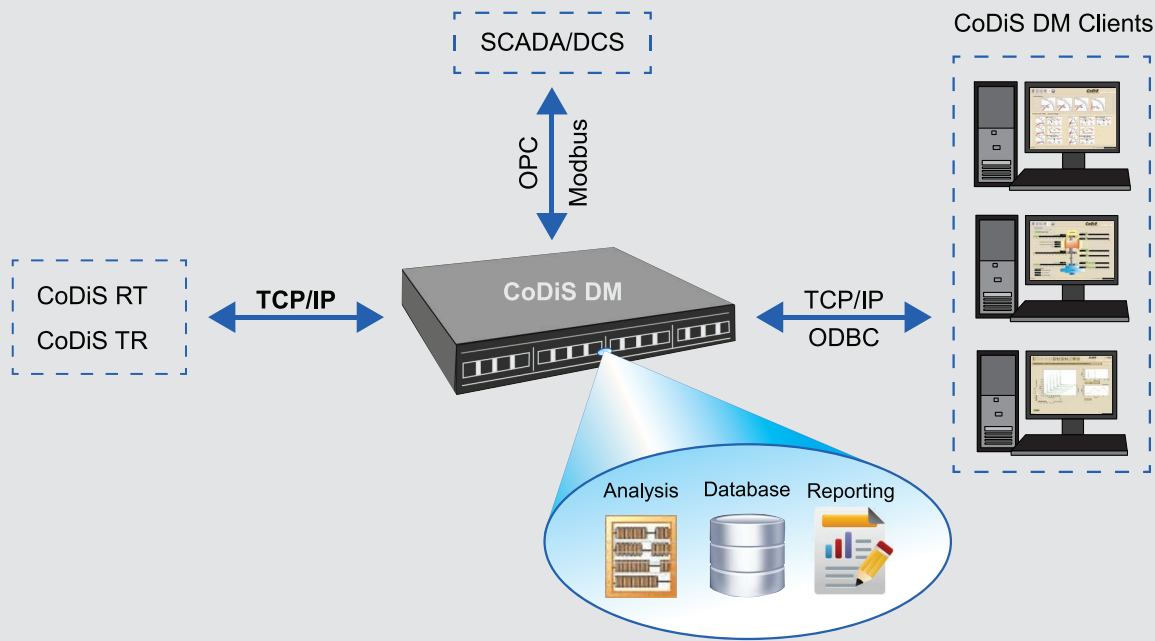 SCADA/DCS
CoDiS DM Clients
OPC
Modbus
CoDiS RT
CoDiS TR
TCP/IP
CoDiS DM
TCP/IP
ODBC
Analysis
Database
Reporting